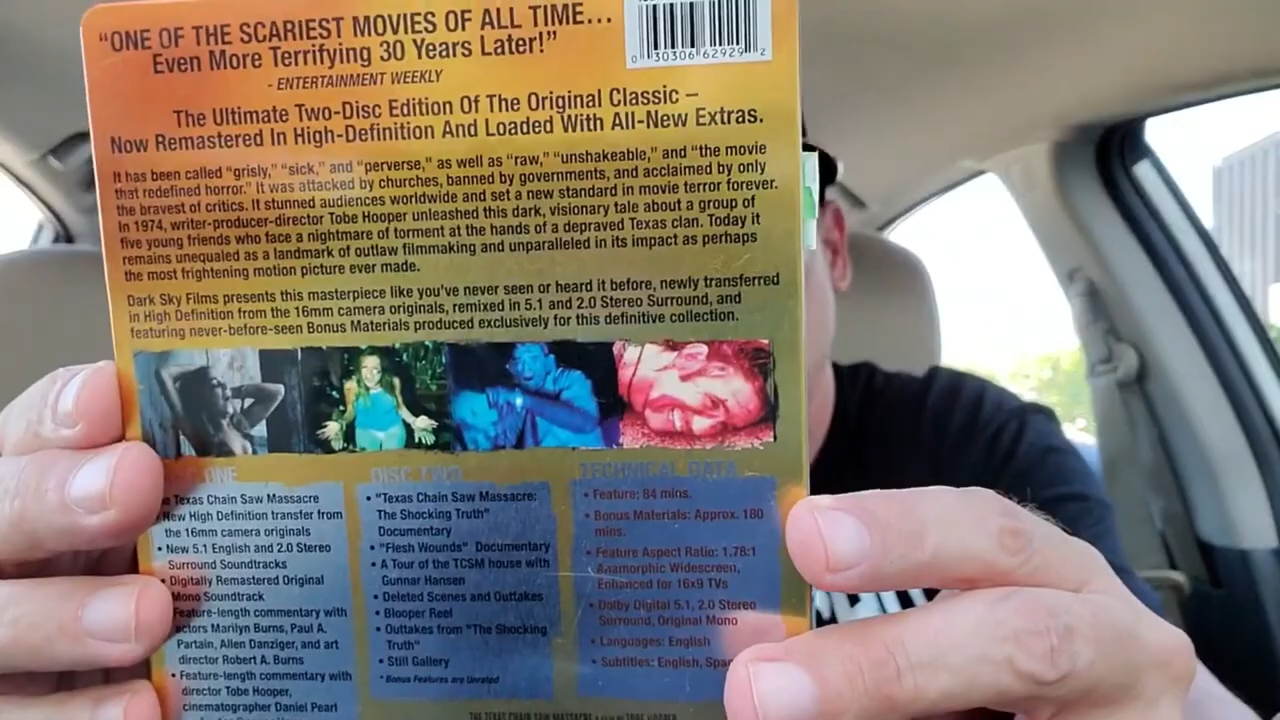 "ONE OF THE SCARIEST MOVIES OF ALL TIME...
Even More Terrifying 30 Years Later!"
- ENTERTAINMENT WEEKLY
0 30306 62929 2
The Ultimate Two-Disc Edition Of The Original Classic –
Now Remastered In High-Definition And Loaded With All-New Extras.
It has been called "grisly," "sick," and "perverse," as well as "raw," "unshakeable," and "the movie
that redefined horror." It was attacked by churches, banned by governments, and acclaimed by only
the bravest of critics. It stunned audiences worldwide and set a new standard in movie terror forever.
In 1974, writer-producer-director Tobe Hooper unleashed this dark, visionary tale about a group of
five young friends who face a nightmare of torment at the hands of a depraved Texas clan. Today it
remains unequaled as a landmark of outlaw filmmaking and unparalleled in its impact as perhaps
the most frightening motion picture ever made.
Dark Sky Films presents this masterpiece like you've never seen or heard it before, newly transferred
in High Definition from the 16mm camera originals, remixed in 5.1 and 2.0 Stereo Surround, and
featuring never-before-seen Bonus Materials produced exclusively for this definitive collection.
ONE
Texas Chain Saw Massacre
New High Definition transfer from
the 16mm camera originals
• New 5.1 English and 2.0 Stereo
Surround Soundtracks
• Digitally Remastered Original
Mono Soundtrack
Feature-length commentary with
actors Marilyn Burns, Paul A.
Partain, Allen Danziger, and art
director Robert A. Burns
• Feature-length commentary with
director Tobe Hooper,
cinematographer Daniel Pearl
DISC TWO
• "Texas Chain Saw Massacre:
The Shocking Truth"
Documentary
• "Flesh Wounds" Documentary
• A Tour of the TCSM house with
Gunnar Hansen
• Deleted Scenes and Outtakes
• Blooper Reel
• Outtakes from "The Shocking
Truth"
• Still Gallery
* Bonus Features are Unrated
TECHNICAL DATA
• Feature: 84 mins.
• Bonus Materials: Approx. 180
mins.
• Feature Aspect Ratio: 1.78:1
Anamorphic Widescreen,
Enhanced for 16x9 TVs
• Dolby Digital 5.1, 2.0 Stereo
Surround, Original Mono
• Languages: English
• Subtitles: English, Spa
THE TEXAS CHAIN SAW MASSACRE A FILM BY TOBE HOOPER